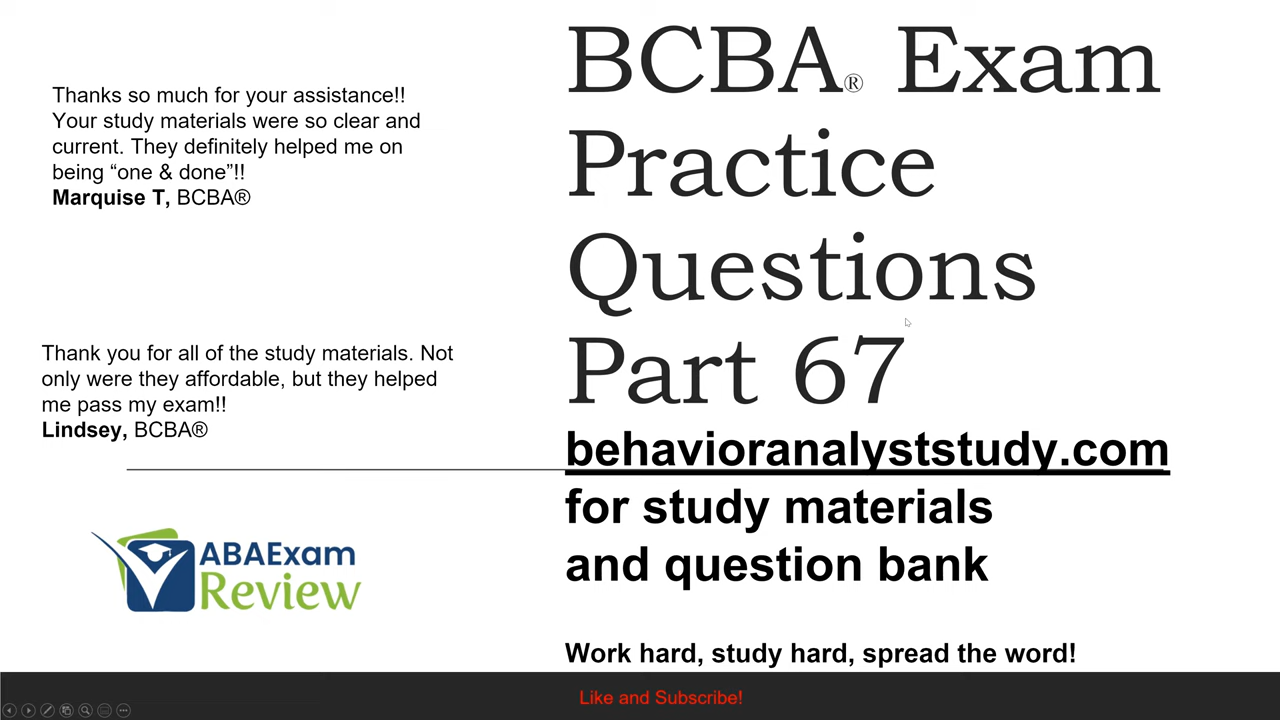 Thanks so much for your assistance!!
Your study materials were so clear and
current. They definitely helped me on
being “one & done”!!
Marquise T, BCBA®
Thank you for all of the study materials. Not
only were they affordable, but they helped
me pass my exam!!
Lindsey, BCBA®
ABAExam
Review
BCBA® Exam
Practice
Questions
Part 67
behavioranalyststudy.com
for study materials
and question bank
Work hard, study hard, spread the word!
Like and Subscribe!